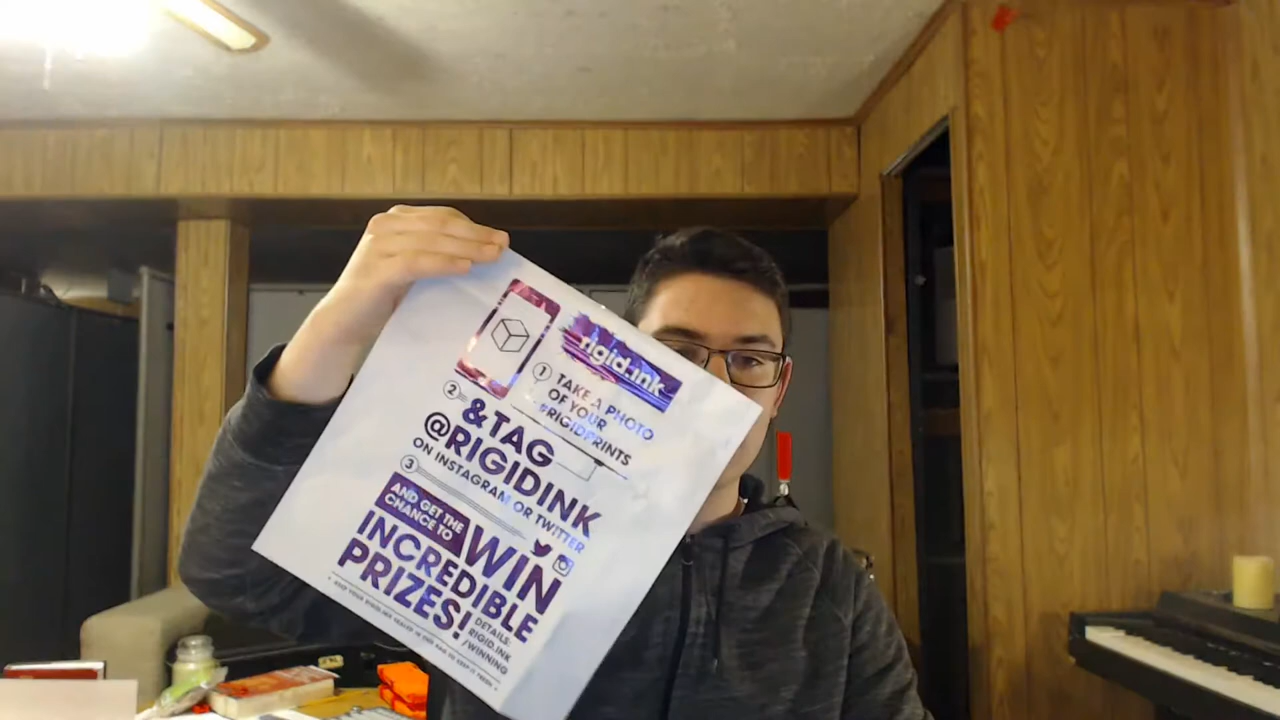 rigid.ink
1 TAKE A PHOTO
OF YOUR
#RIGIDPRINTS
2 & TAG
@RIGIDINK
ON INSTAGRAM OR TWITTER
3
AND GET THE
CHANCE TO
WIN
INCREDIBLE
PRIZES!
DETAILS:
RIGID.INK
/WINNING